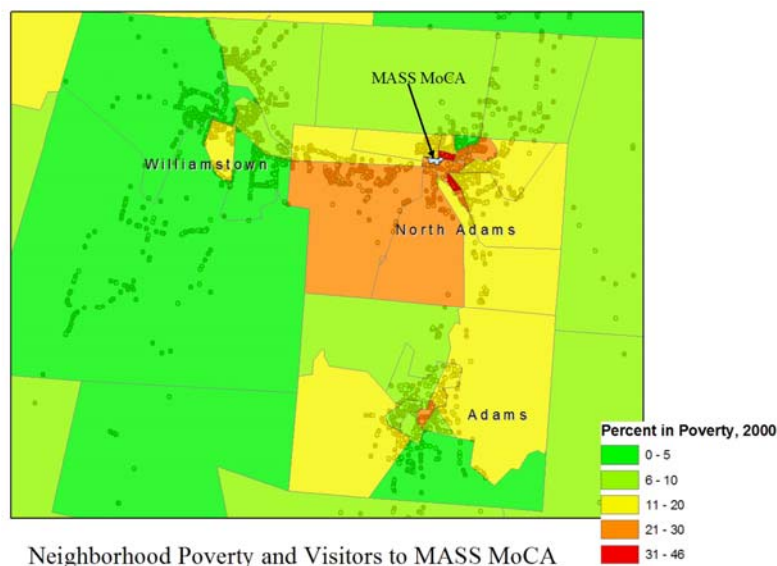 MASS MoCA
Williamstown
North Adams
Adams
Percent in Poverty, 2000
0 - 5
6 - 10
11 - 20
21 - 30
31 - 46
Neighborhood Poverty and Visitors to MASS MoCA